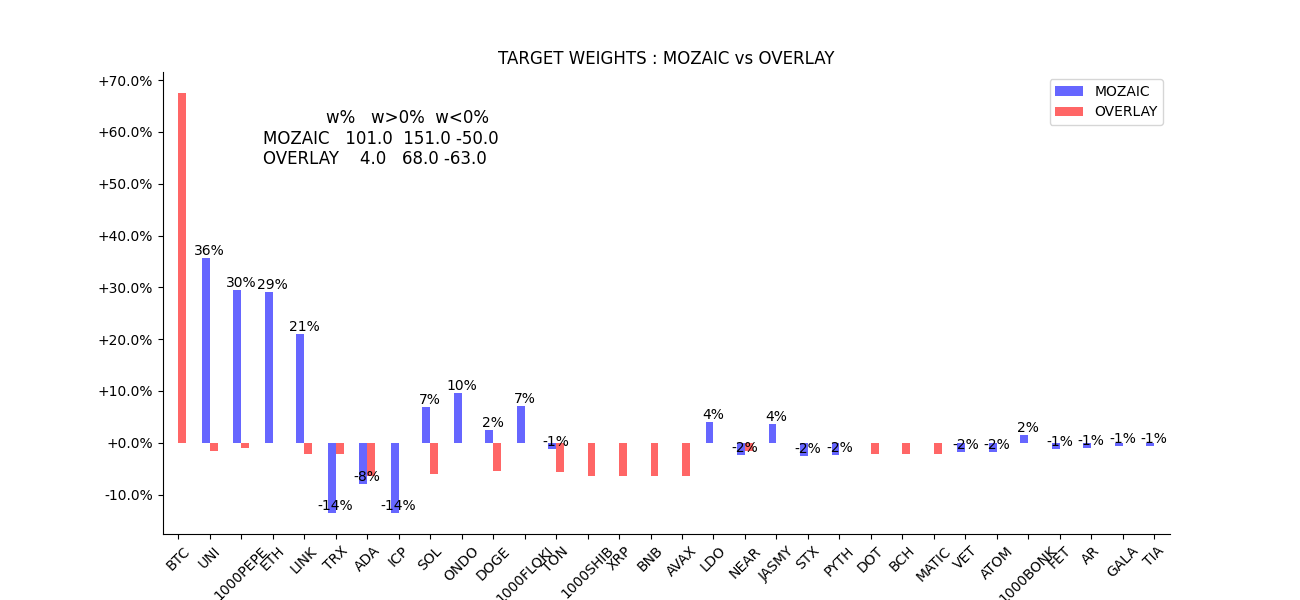 TARGET WEIGHTS : MOZAIC vs OVERLAY
+70.0%
+60.0%
+50.0%
+40.0%
+30.0%
+20.0%
+10.0%
+0.0%
-10.0%
w% w>0% w<0%
MOZAIC 101.0 151.0 -50.0
OVERLAY 4.0 68.0 -63.0
MOZAIC
OVERLAY
36%
30%
29%
21%
-14%
-8%
-14%
7%
10%
2%
7%
-1%
4%
-2%
4%
-2%
-2%
-2%
-2%
2%
-1%
-1%
-1%
-1%
BTC
UNI
1000PEPE
ETH
LINK
TRX
ADA
ICP
SOL
ONDO
DOGE
1000FLOKI
TON
1000SHIB
XRP
BNB
AVAX
LDO
NEAR
JASMY
STX
PYTH
DOT
BCH
MATIC
VET
ATOM
1000BONK
FET
AR
GALA
TIA